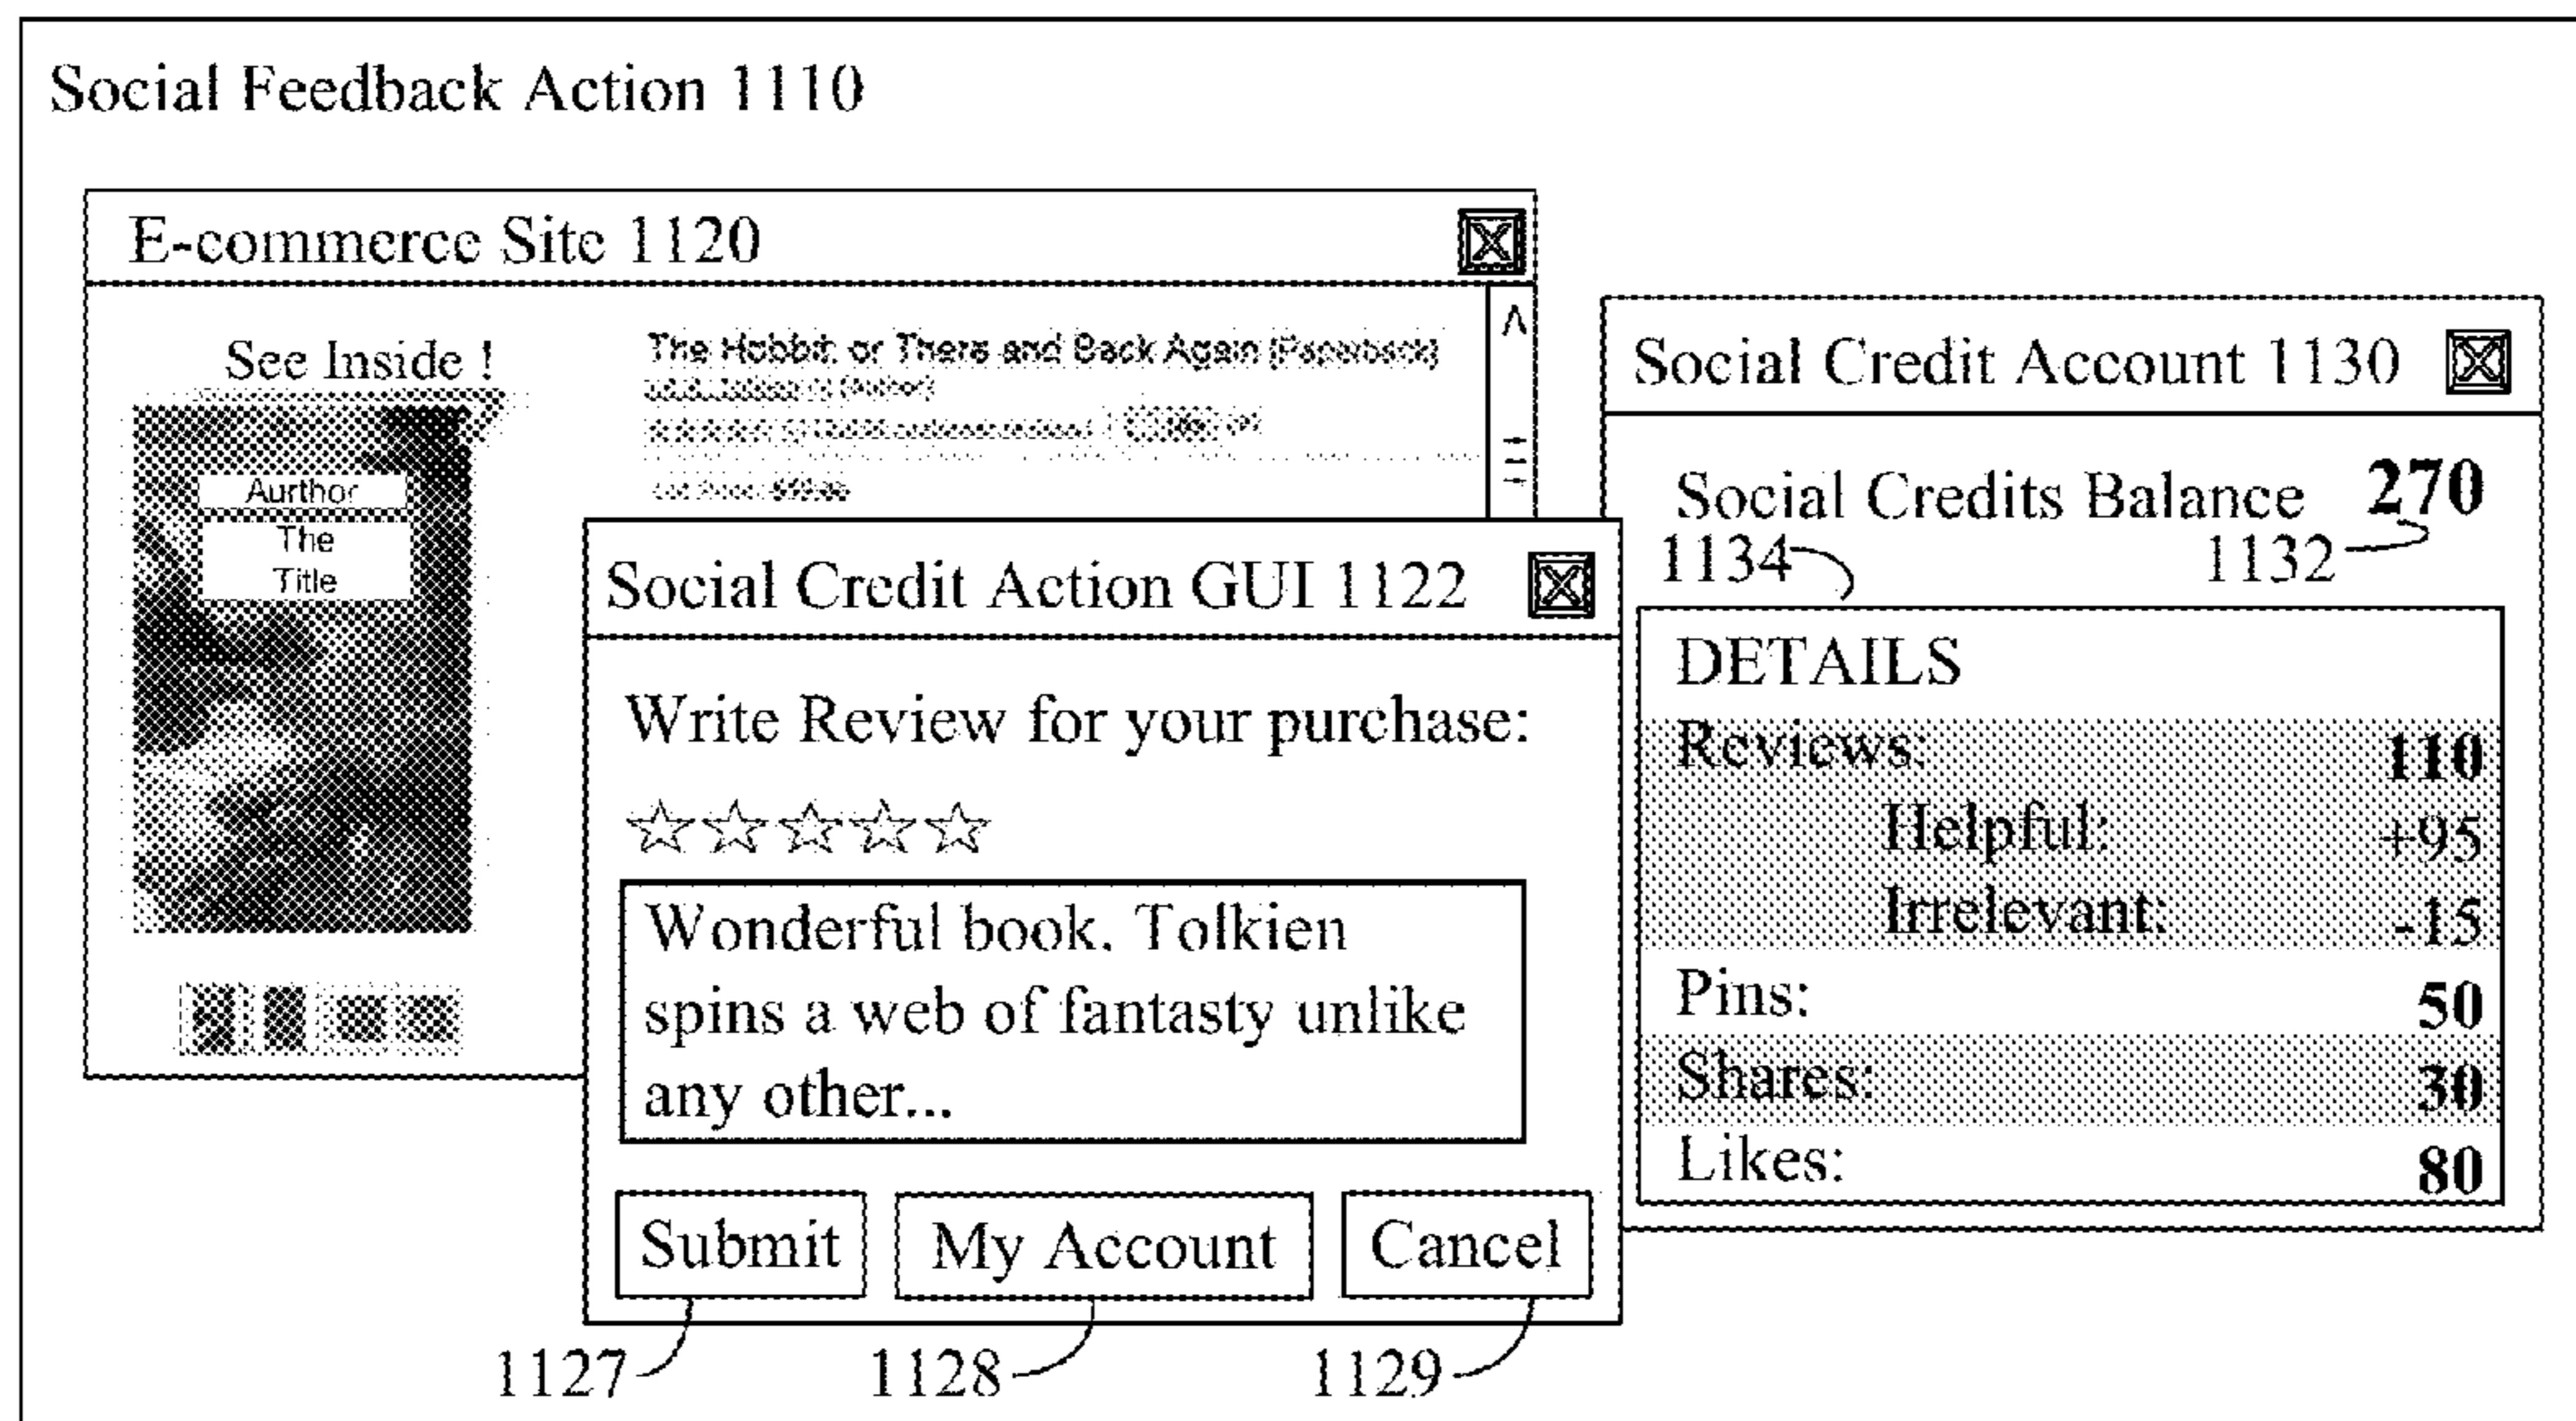 Social Feedback Action 1110
E-commerce Site 1120
See Inside !
The Hobbit or There and Back Again (Paperback)
Aurthor
The
Title
Social Credit Action GUI 1122
Write Review for your purchase:
Wonderful book. Tolkien
spins a web of fantasty unlike
any other...
Submit
My Account
Cancel
1127
1128
1129
Social Credit Account 1130
Social Credits Balance 270
1134
1132
DETAILS
Reviews: 110
Helpful: +95
Irrelevant: -15
Pins: 50
Shares: 30
Likes: 80